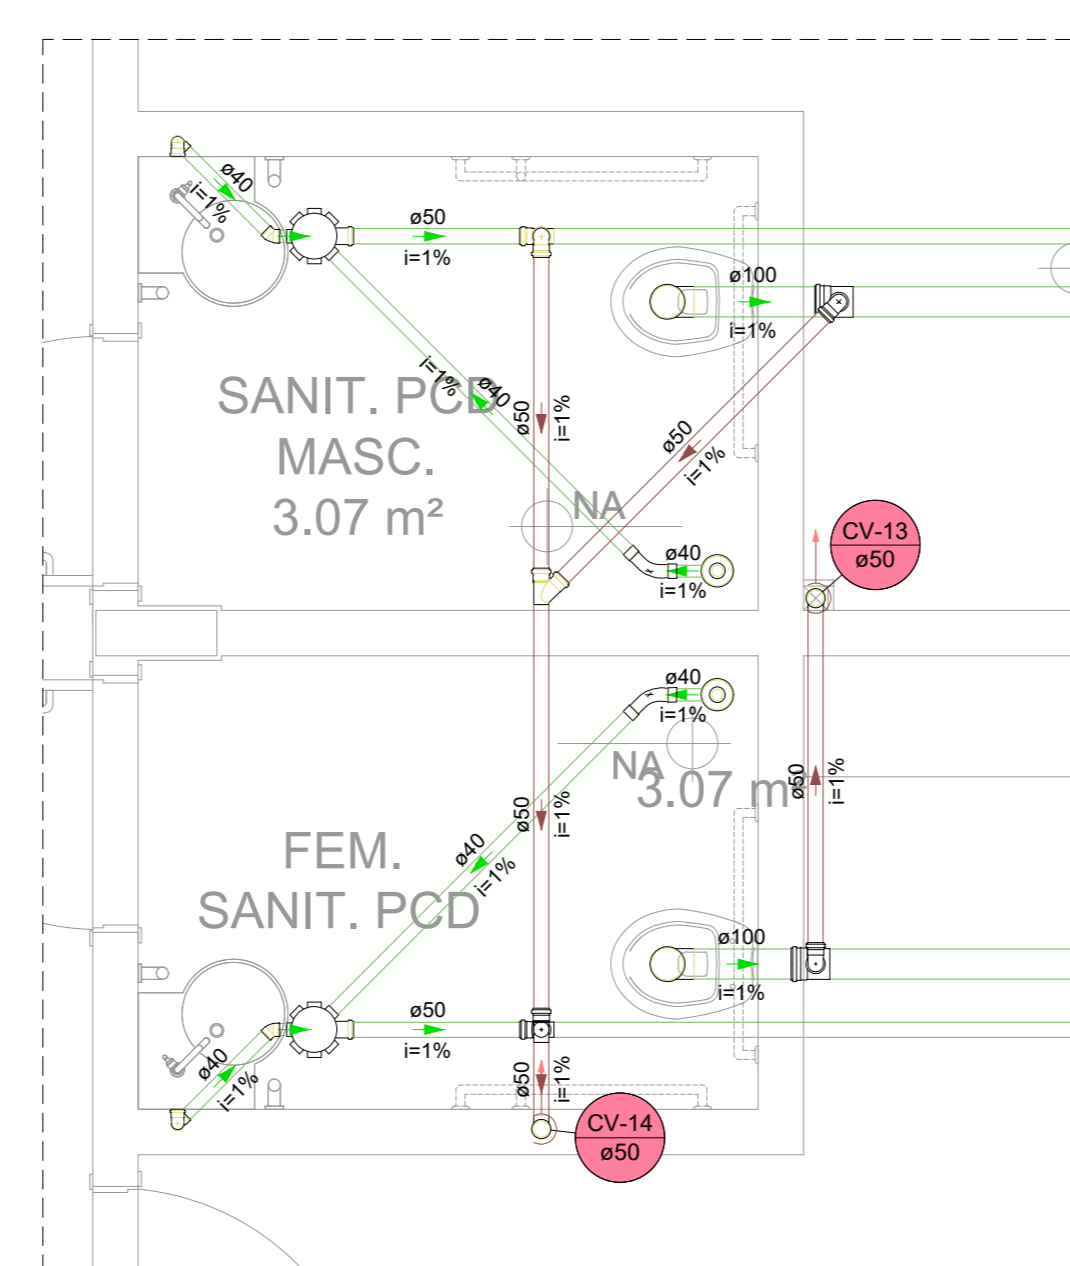 ø40
i=1%
ø50
i=1%
ø100
i=1%
i=1%
ø40
SANIT. PCD
MASC.
3.07 m²
ø50
i=1%
ø50
i=1%
NA
ø40
i=1%
CV-13
ø50
ø40
i=1%
NA
3.07 m²
ø50
i=1%
ø50
i=1%
FEM.
SANIT. PCD
ø40
i=1%
ø100
i=1%
ø50
i=1%
ø40
i=1%
ø50
i=1%
CV-14
ø50